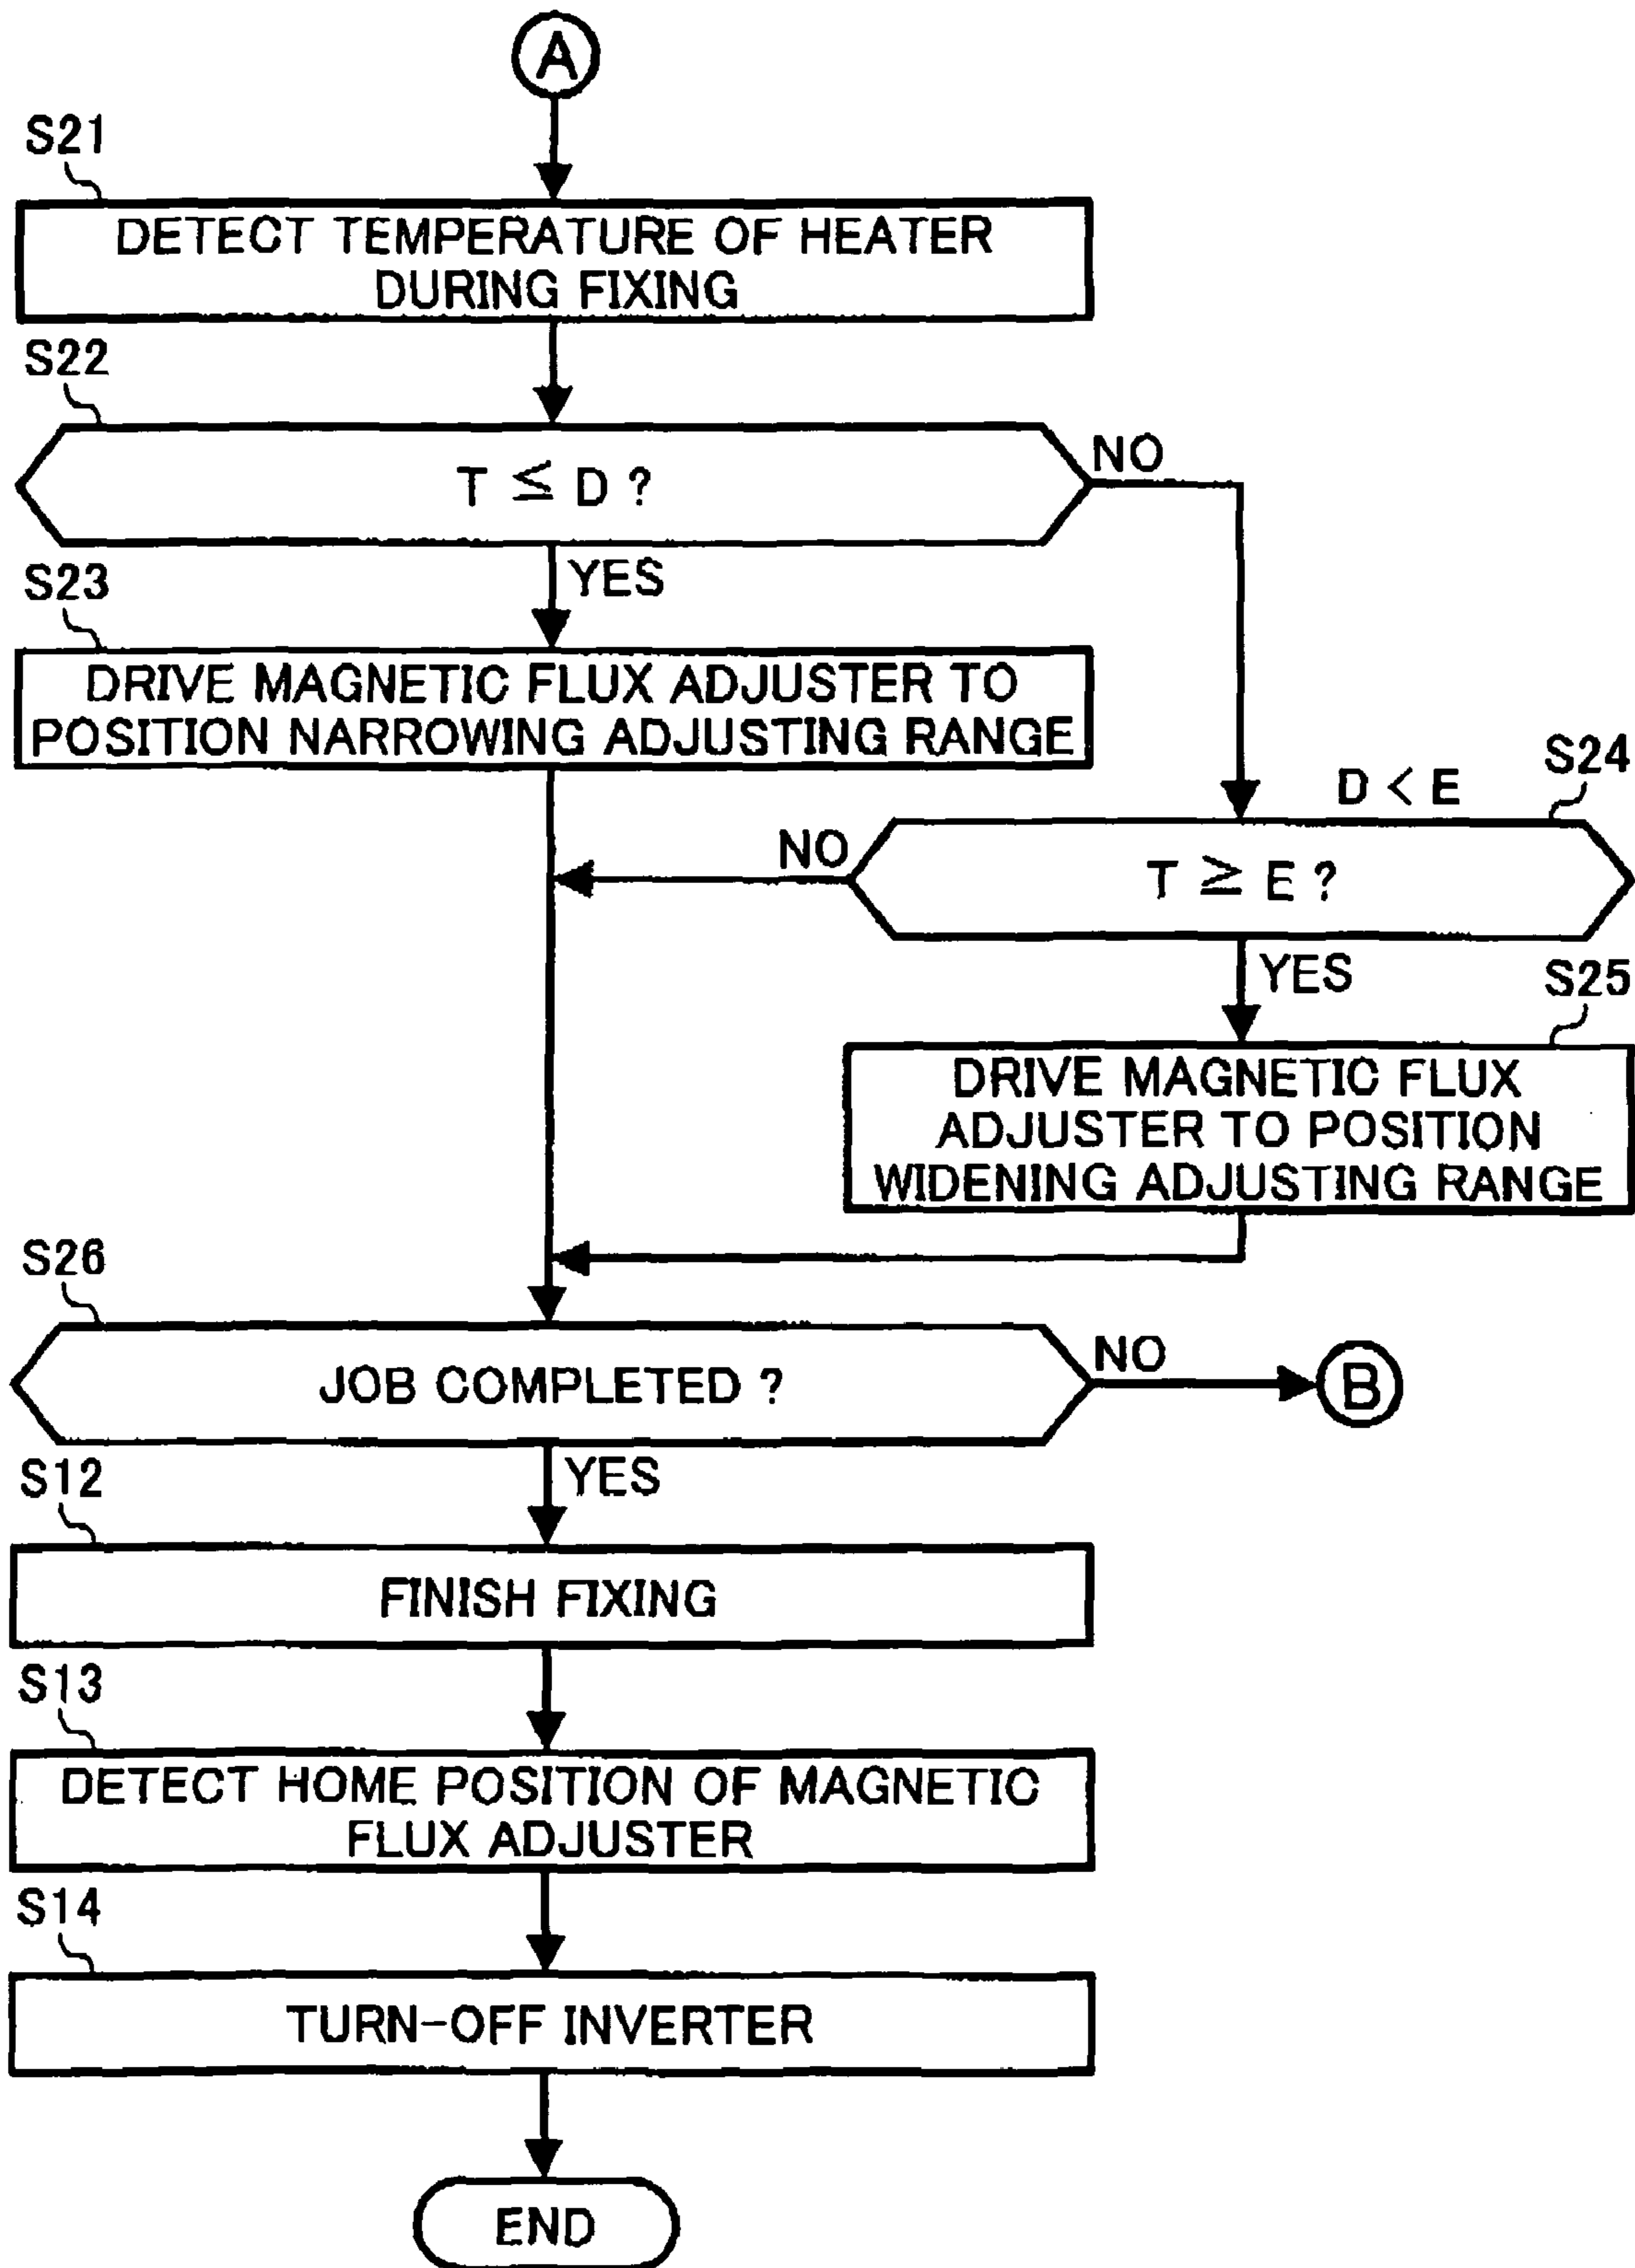 A
S21
DETECT TEMPERATURE OF HEATER
DURING FIXING
S22
T ≦ D ?
NO
YES
S23
DRIVE MAGNETIC FLUX ADJUSTER TO
POSITION NARROWING ADJUSTING RANGE
D < E
S24
NO
T ≧ E ?
YES
S25
DRIVE MAGNETIC FLUX
ADJUSTER TO POSITION
WIDENING ADJUSTING RANGE
S26
JOB COMPLETED ?
NO
B
YES
S12
FINISH FIXING
S13
DETECT HOME POSITION OF MAGNETIC
FLUX ADJUSTER
S14
TURN-OFF INVERTER
END